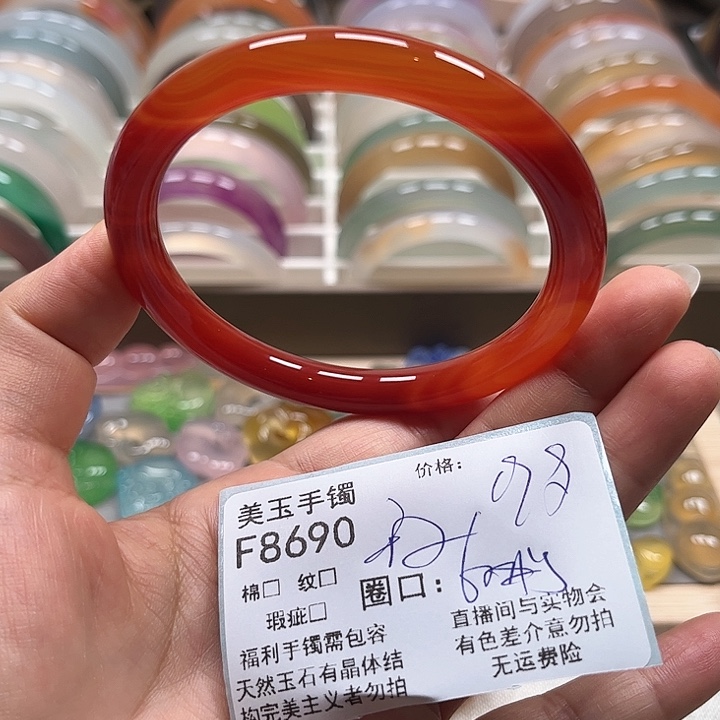 价格: 98
美玉手镯
F8690
棉□ 纹□
圈口:
瑕疵□
福利手镯需包容
天然玉石有晶体结
构完美主义者勿拍
直播间与实物会
有色差介意勿拍
无运费险